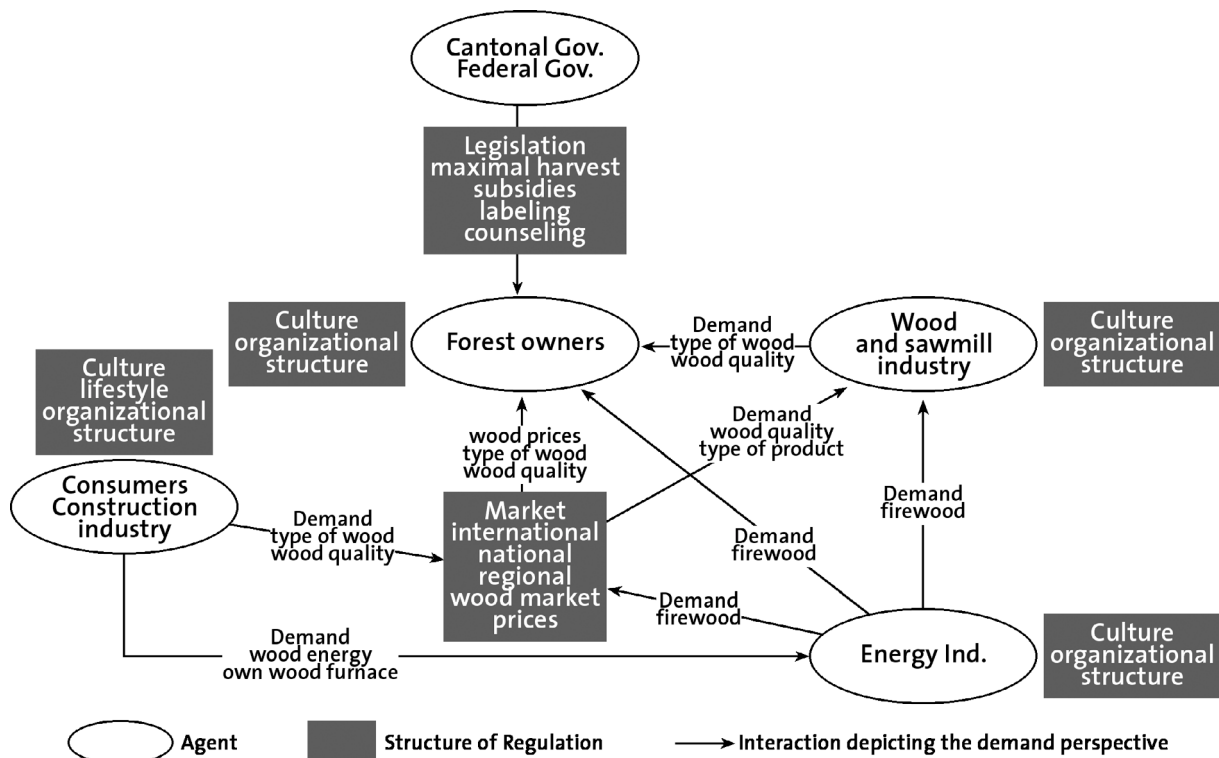 Cantonal Gov.
Federal Gov.
Legislation
maximal harvest
subsidies
labeling
counseling
Culture
organizational
structure
Forest owners
Demand
type of wood
wood quality
Wood
and sawmill
industry
Culture
organizational
structure
Culture
lifestyle
organizational
structure
wood prices
type of wood
wood quality
Demand
wood quality
type of product
Consumers
Construction
industry
Demand
type of wood
wood quality
Market
international
national
regional
wood market
prices
Demand
firewood
Demand
firewood
Demand
firewood
Demand
wood energy
own wood furnace
Energy Ind.
Culture
organizational
structure
Agent
Structure of Regulation
Interaction depicting the demand perspective